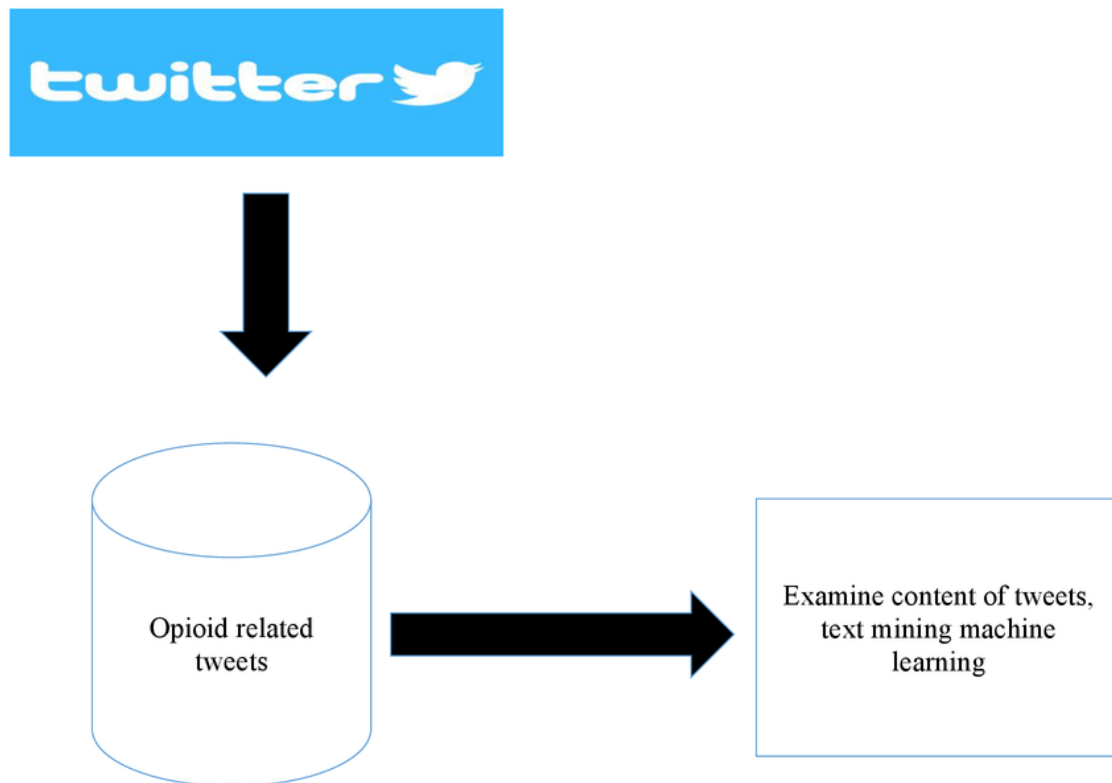 twitter
Opioid related
tweets
Examine content of tweets,
text mining machine
learning